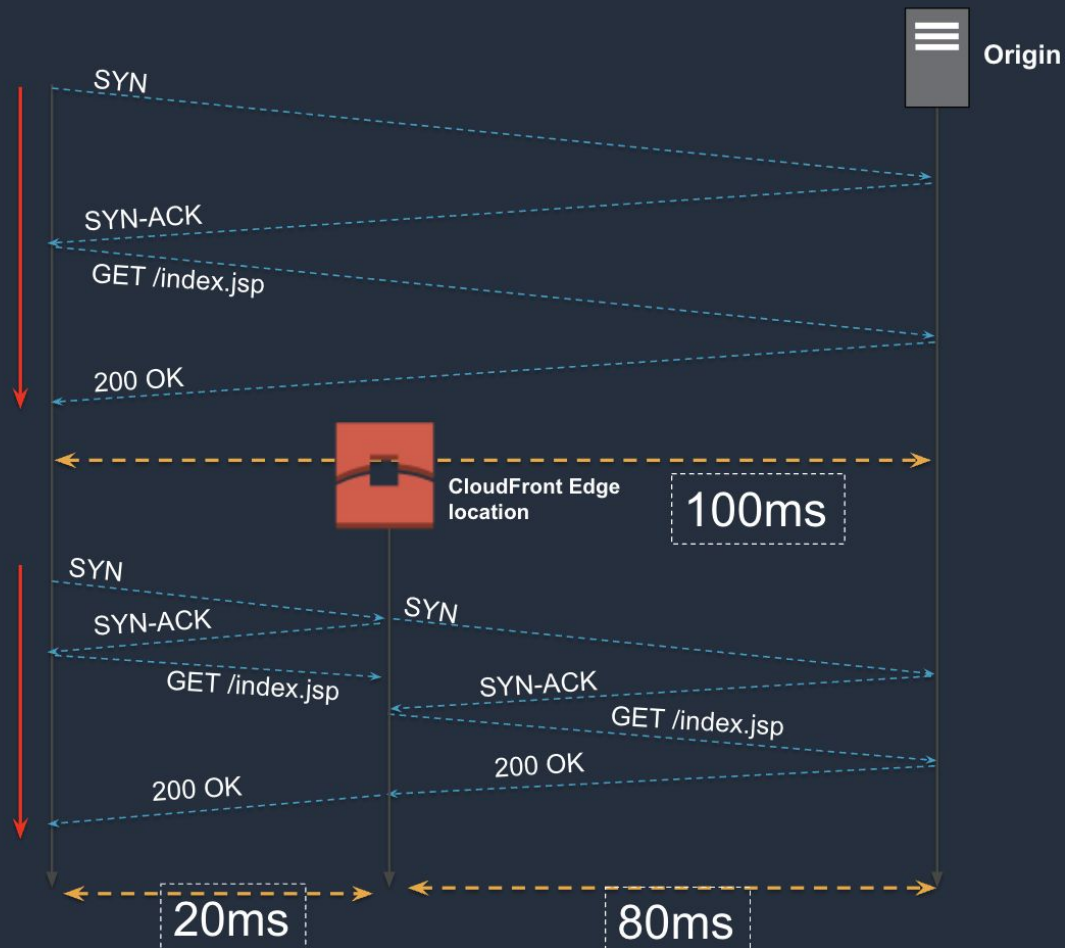 Origin
SYN
SYN-ACK
GET /index.jsp
200 OK
CloudFront Edge
location
100ms
SYN
SYN
SYN-ACK
GET /index.jsp
SYN-ACK
GET /index.jsp
200 OK
200 OK
20ms
80ms